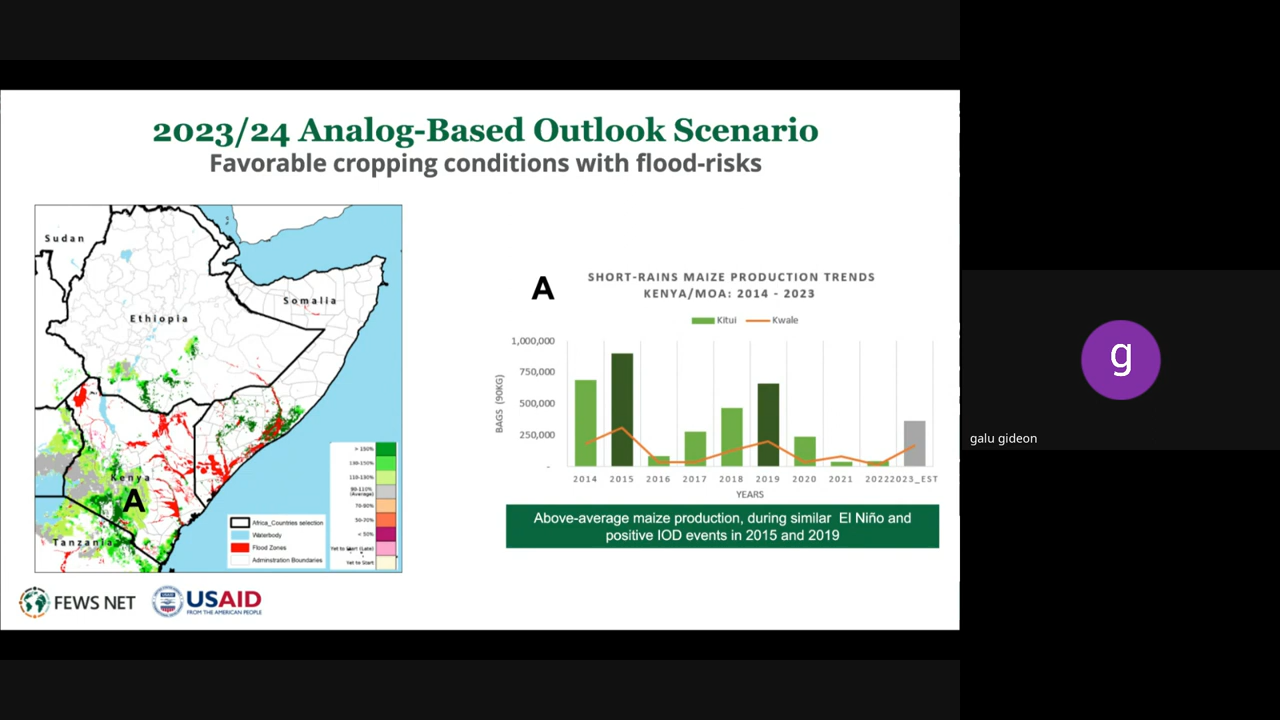 2023/24 Analog-Based Outlook Scenario
Favorable cropping conditions with flood-risks
Sudan
Ethiopia
Somalia
Kenya
A
Tanzania
> 150%
130-150%
110-130%
90-110%
(Average)
70-90%
50-70%
< 50%
Yet to Start (Late)
Yet to Start
Africa_Countries selection
Waterbody
Flood Zones
Adminstration Boundaries
A
SHORT-RAINS MAIZE PRODUCTION TRENDS
KENYA/MOA: 2014 - 2023
Kitui
Kwale
BAGS (90KG)
1,000,000
750,000
500,000
250,000
-
2014 2015 2016 2017 2018 2019 2020 2021 2022 2023_EST
YEARS
Above-average maize production, during similar El Niño and
positive IOD events in 2015 and 2019
FEWS NET
USAID
FROM THE AMERICAN PEOPLE
g
galu gideon